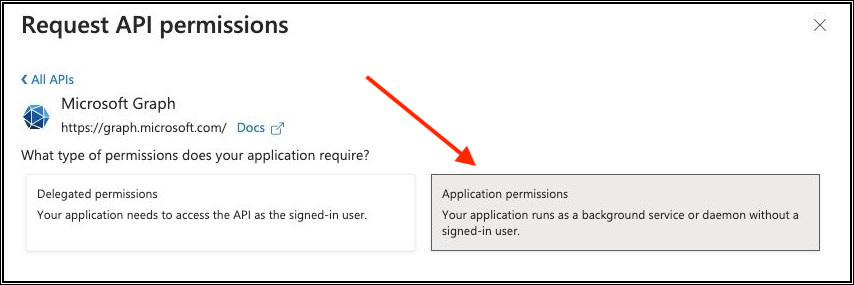 Request API permissions
All APIs
Microsoft Graph
https://graph.microsoft.com/ Docs
What type of permissions does your application require?
Delegated permissions
Your application needs to access the API as the signed-in user.
Application permissions
Your application runs as a background service or daemon without a
signed-in user.